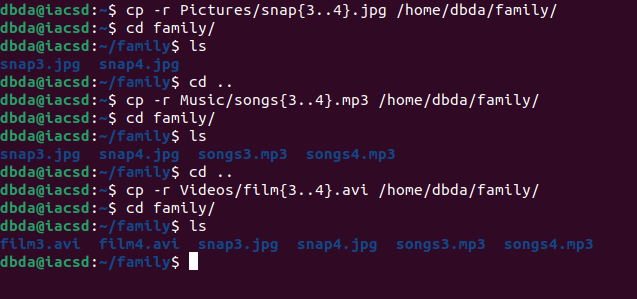 dbda@iacsd:~$ cp -r Pictures/snap{3..4}.jpg /home/dbda/family/
dbda@iacsd:~$ cd family/
dbda@iacsd:~/family$ ls
snap3.jpg  snap4.jpg
dbda@iacsd:~/family$ cd ..
dbda@iacsd:~$ cp -r Music/songs{3..4}.mp3 /home/dbda/family/
dbda@iacsd:~$ cd family/
dbda@iacsd:~/family$ ls
snap3.jpg  snap4.jpg  songs3.mp3  songs4.mp3
dbda@iacsd:~/family$ cd ..
dbda@iacsd:~$ cp -r Videos/film{3..4}.avi /home/dbda/family/
dbda@iacsd:~$ cd family/
dbda@iacsd:~/family$ ls
film3.avi  film4.avi  snap3.jpg  snap4.jpg  songs3.mp3  songs4.mp3
dbda@iacsd:~/family$